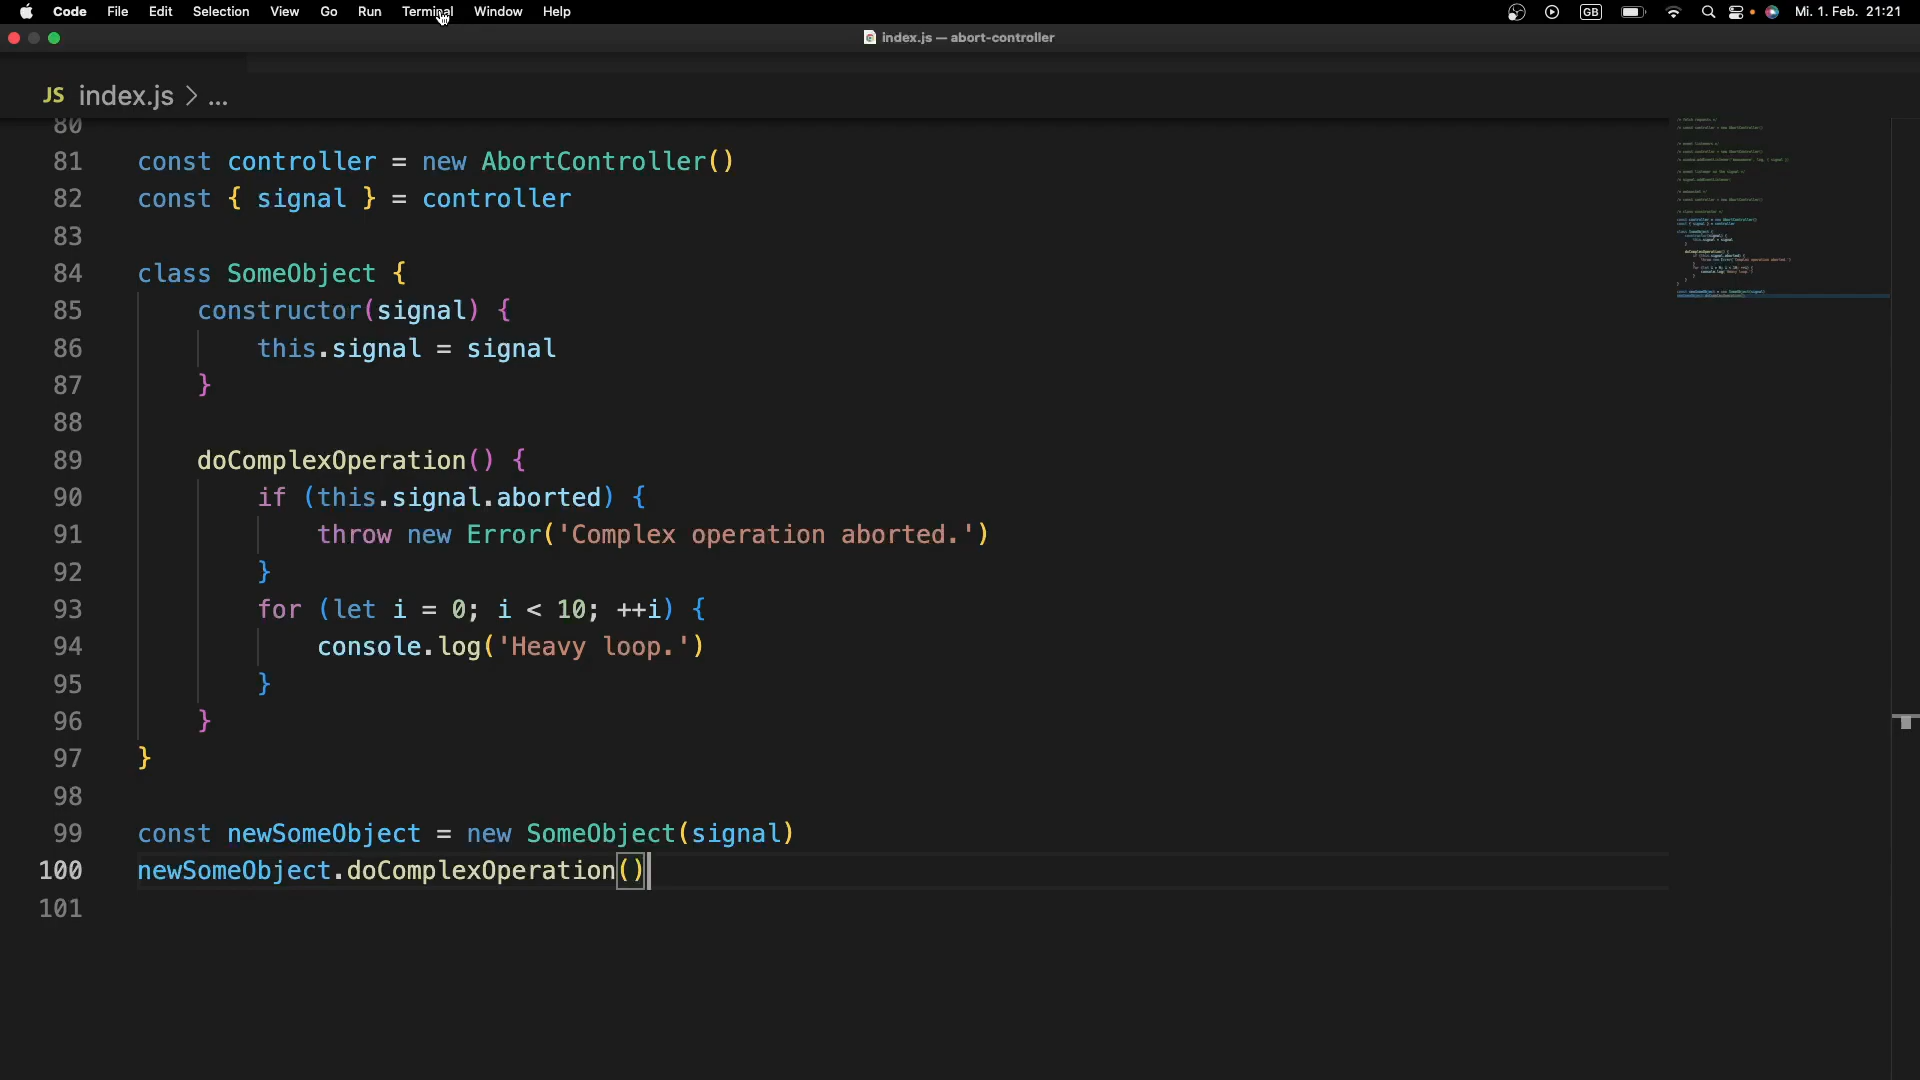 Code File Edit Selection View Go Run Terminal Window Help GB Mi. 1. Feb. 21:21
index.js — abort-controller
JS index.js > ...
80
81 const controller = new AbortController()
82 const { signal } = controller
83
84 class SomeObject {
85 constructor(signal) {
86 this.signal = signal
87 }
88
89 doComplexOperation() {
90 if (this.signal.aborted) {
91 throw new Error('Complex operation aborted.')
92 }
93 for (let i = 0; i < 10; ++i) {
94 console.log('Heavy loop.')
95 }
96 }
97 }
98
99 const newSomeObject = new SomeObject(signal)
100 newSomeObject.doComplexOperation()
101